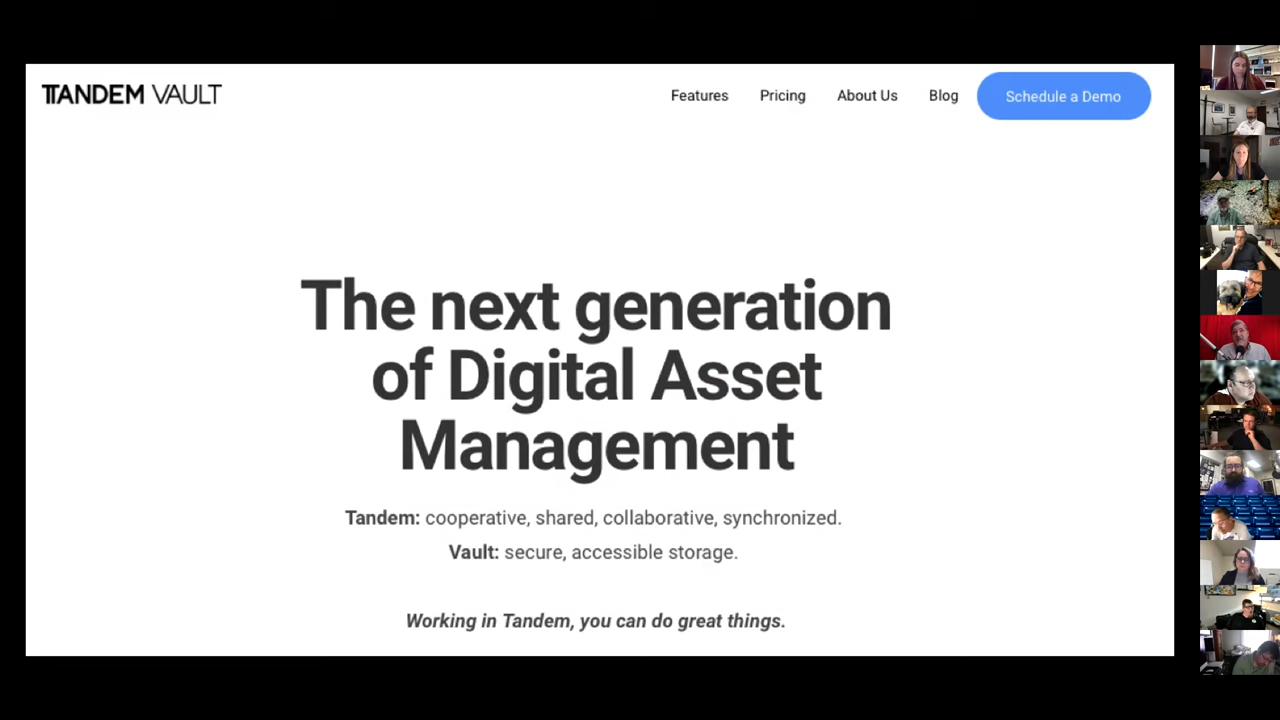 TANDEM VAULT
Features Pricing About Us Blog Schedule a Demo
The next generation
of Digital Asset
Management
Tandem: cooperative, shared, collaborative, synchronized.
Vault: secure, accessible storage.
Working in Tandem, you can do great things.